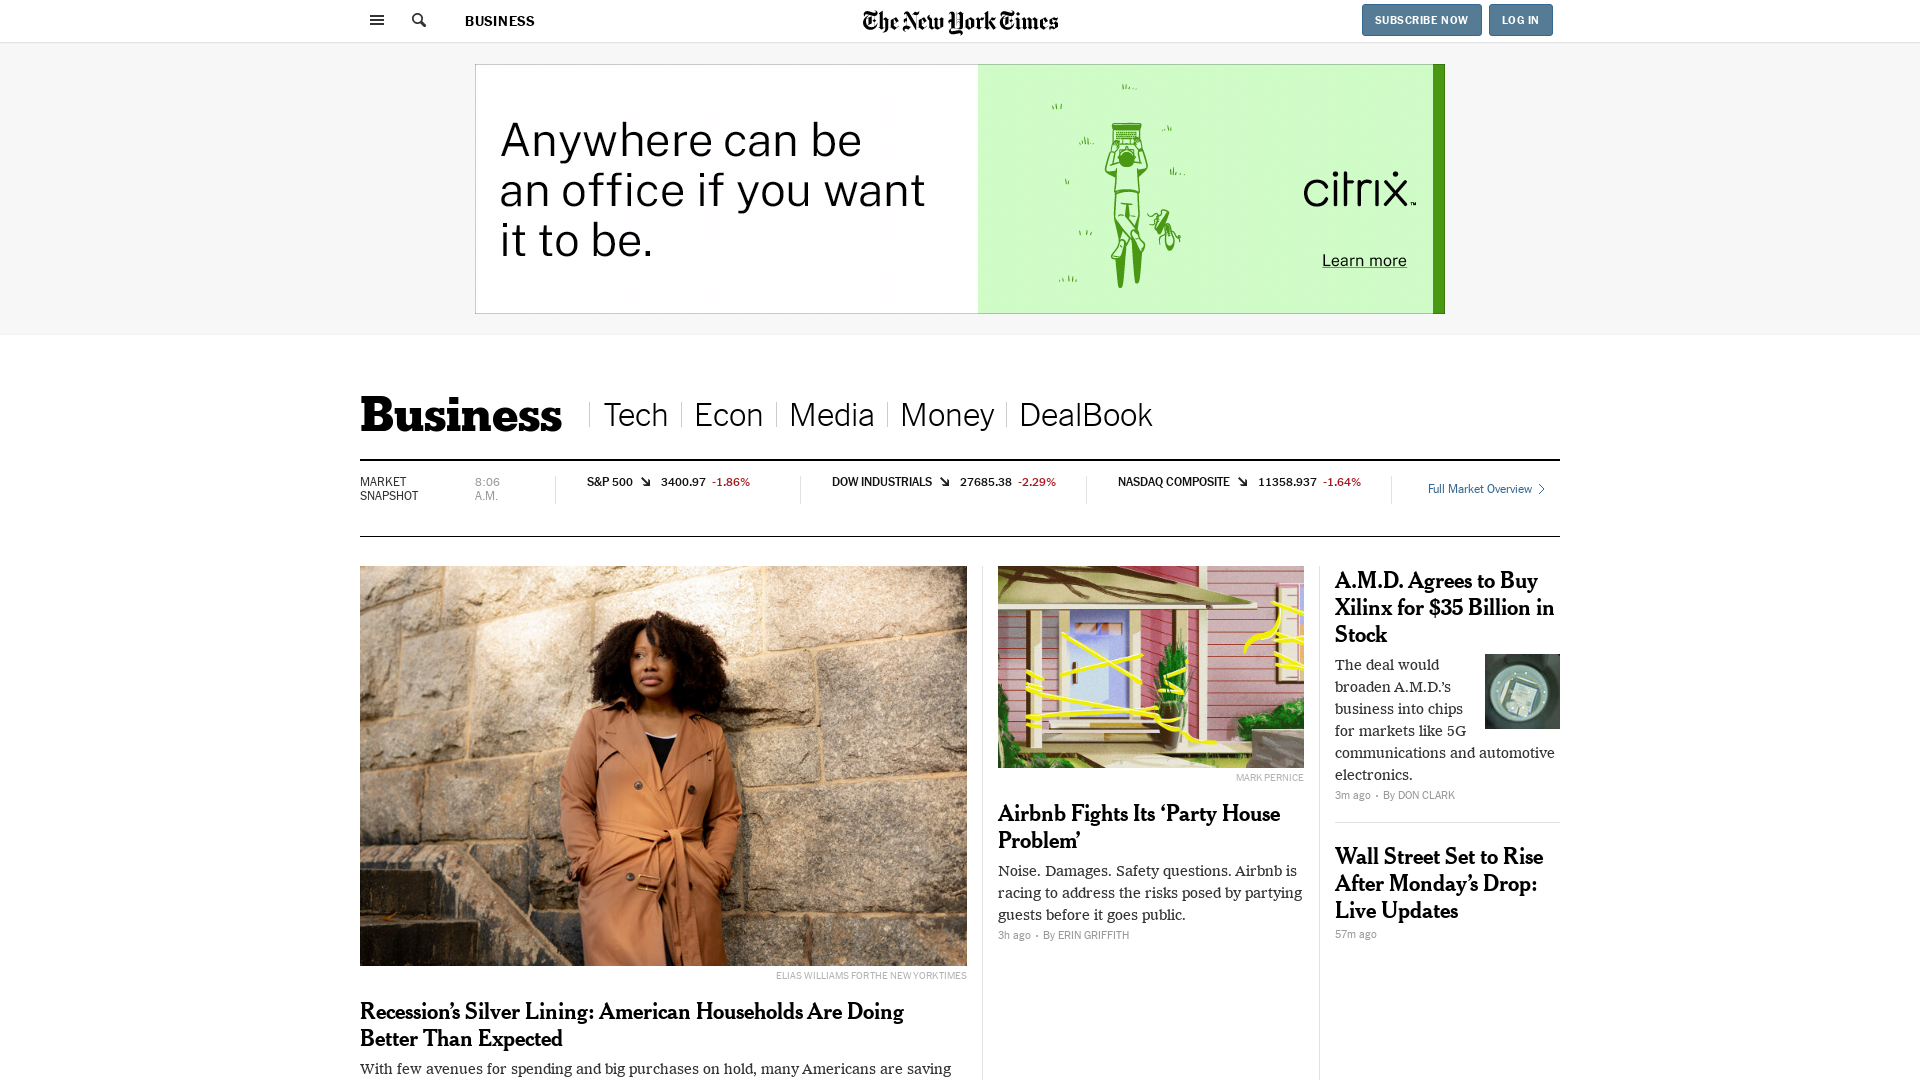 BUSINESS
The New York Times
SUBSCRIBE NOW
LOG IN
Anywhere can be
an office if you want
it to be.
citrix™
Learn more
Business
Tech
Econ
Media
Money
DealBook
MARKET
SNAPSHOT
8:06
A.M.
S&P 500 3400.97 -1.86%
DOW INDUSTRIALS 27685.38 -2.29%
NASDAQ COMPOSITE 11358.937 -1.64%
Full Market Overview
ELIAS WILLIAMS FOR THE NEW YORK TIMES
Recession’s Silver Lining: American Households Are Doing
Better Than Expected
With few avenues for spending and big purchases on hold, many Americans are saving
MARK PERNICE
Airbnb Fights Its ‘Party House
Problem’
Noise. Damages. Safety questions. Airbnb is
racing to address the risks posed by partying
guests before it goes public.
3h ago • By ERIN GRIFFITH
A.M.D. Agrees to Buy
Xilinx for $35 Billion in
Stock
The deal would
broaden A.M.D.’s
business into chips
for markets like 5G
communications and automotive
electronics.
3m ago • By DON CLARK
Wall Street Set to Rise
After Monday’s Drop:
Live Updates
57m ago